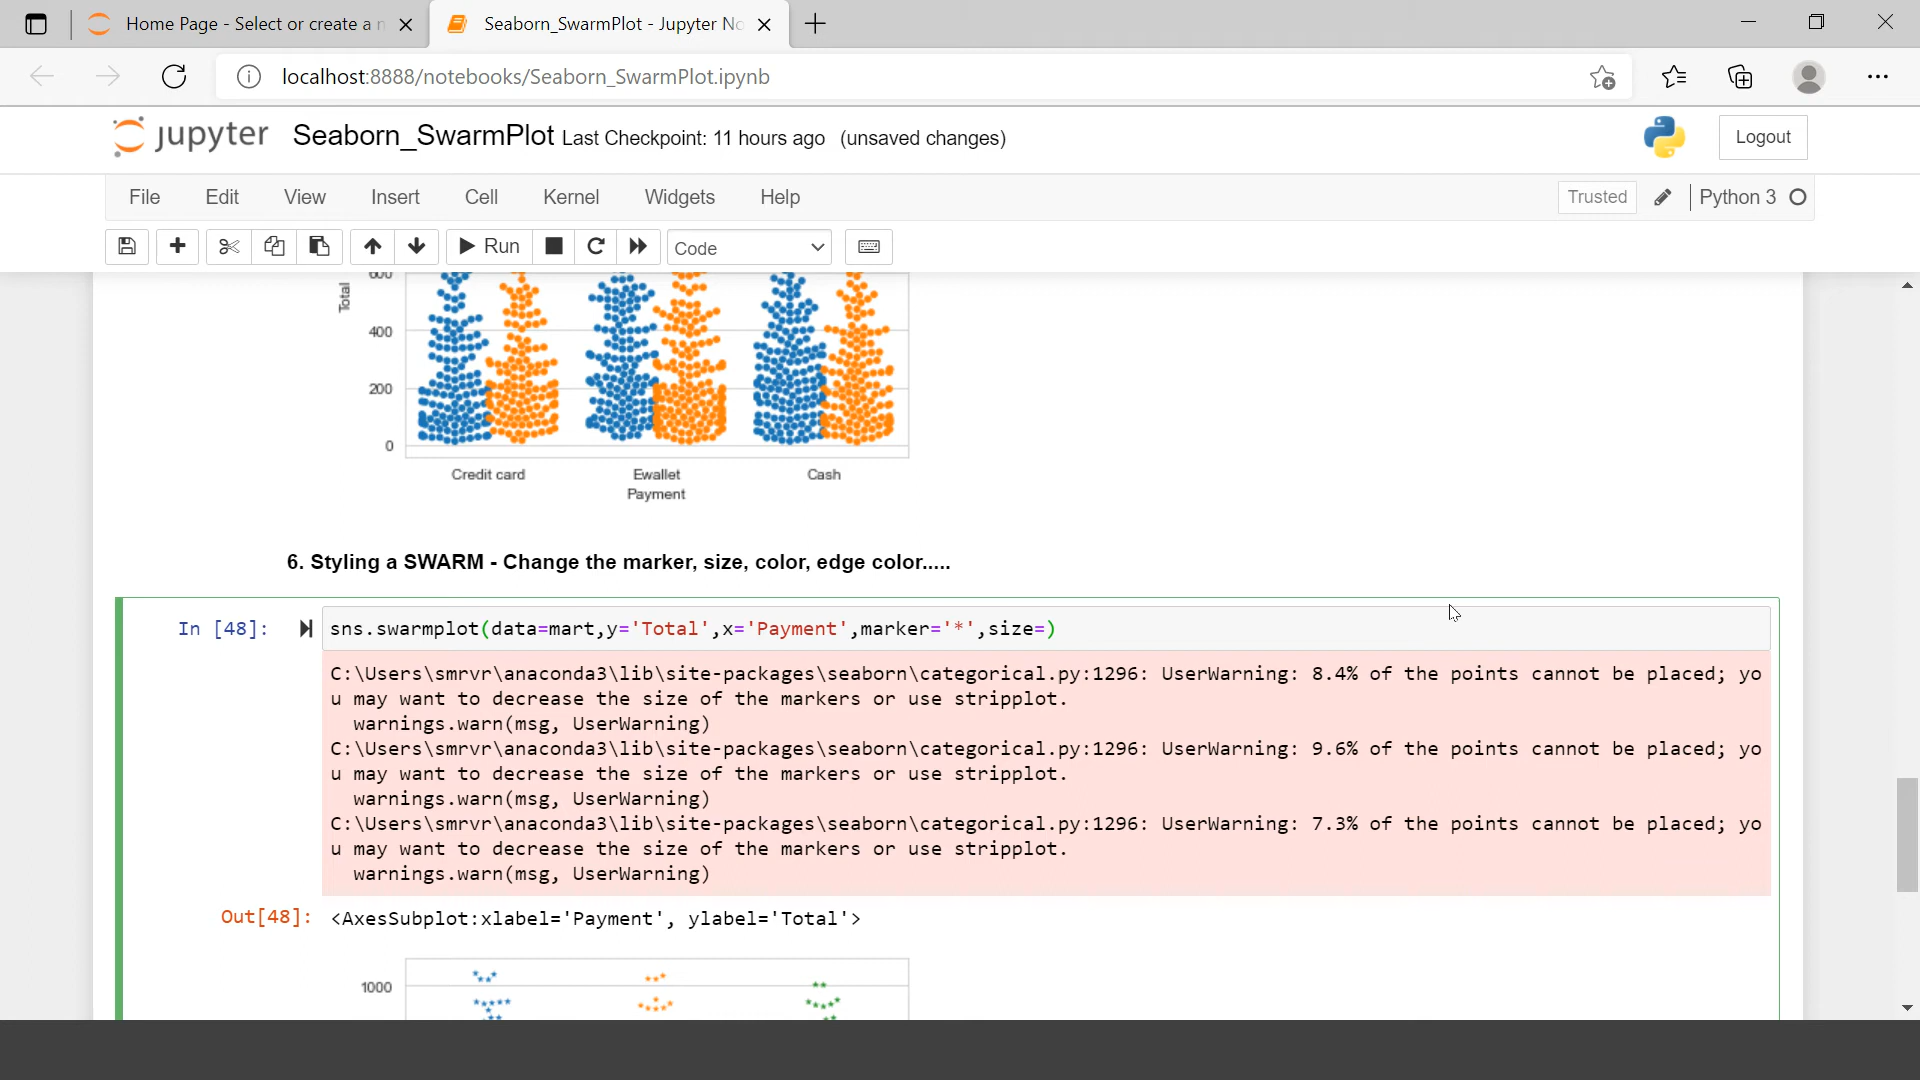 Home Page - Select or create a n
Seaborn_SwarmPlot - Jupyter No
localhost:8888/notebooks/Seaborn_SwarmPlot.ipynb
jupyter Seaborn_SwarmPlot Last Checkpoint: 11 hours ago (unsaved changes)
Logout
File Edit View Insert Cell Kernel Widgets Help
Trusted Python 3
Run Code
600
Total
400
200
0
Credit card Ewallet Cash
Payment
6. Styling a SWARM - Change the marker, size, color, edge color.....
In [48]: sns.swarmplot(data=mart,y='Total',x='Payment',marker='*',size=)
C:\Users\smrvr\anaconda3\lib\site-packages\seaborn\categorical.py:1296: UserWarning: 8.4% of the points cannot be placed; yo
u may want to decrease the size of the markers or use stripplot.
warnings.warn(msg, UserWarning)
C:\Users\smrvr\anaconda3\lib\site-packages\seaborn\categorical.py:1296: UserWarning: 9.6% of the points cannot be placed; yo
u may want to decrease the size of the markers or use stripplot.
warnings.warn(msg, UserWarning)
C:\Users\smrvr\anaconda3\lib\site-packages\seaborn\categorical.py:1296: UserWarning: 7.3% of the points cannot be placed; yo
u may want to decrease the size of the markers or use stripplot.
warnings.warn(msg, UserWarning)
Out[48]: <AxesSubplot:xlabel='Payment', ylabel='Total'>
1000